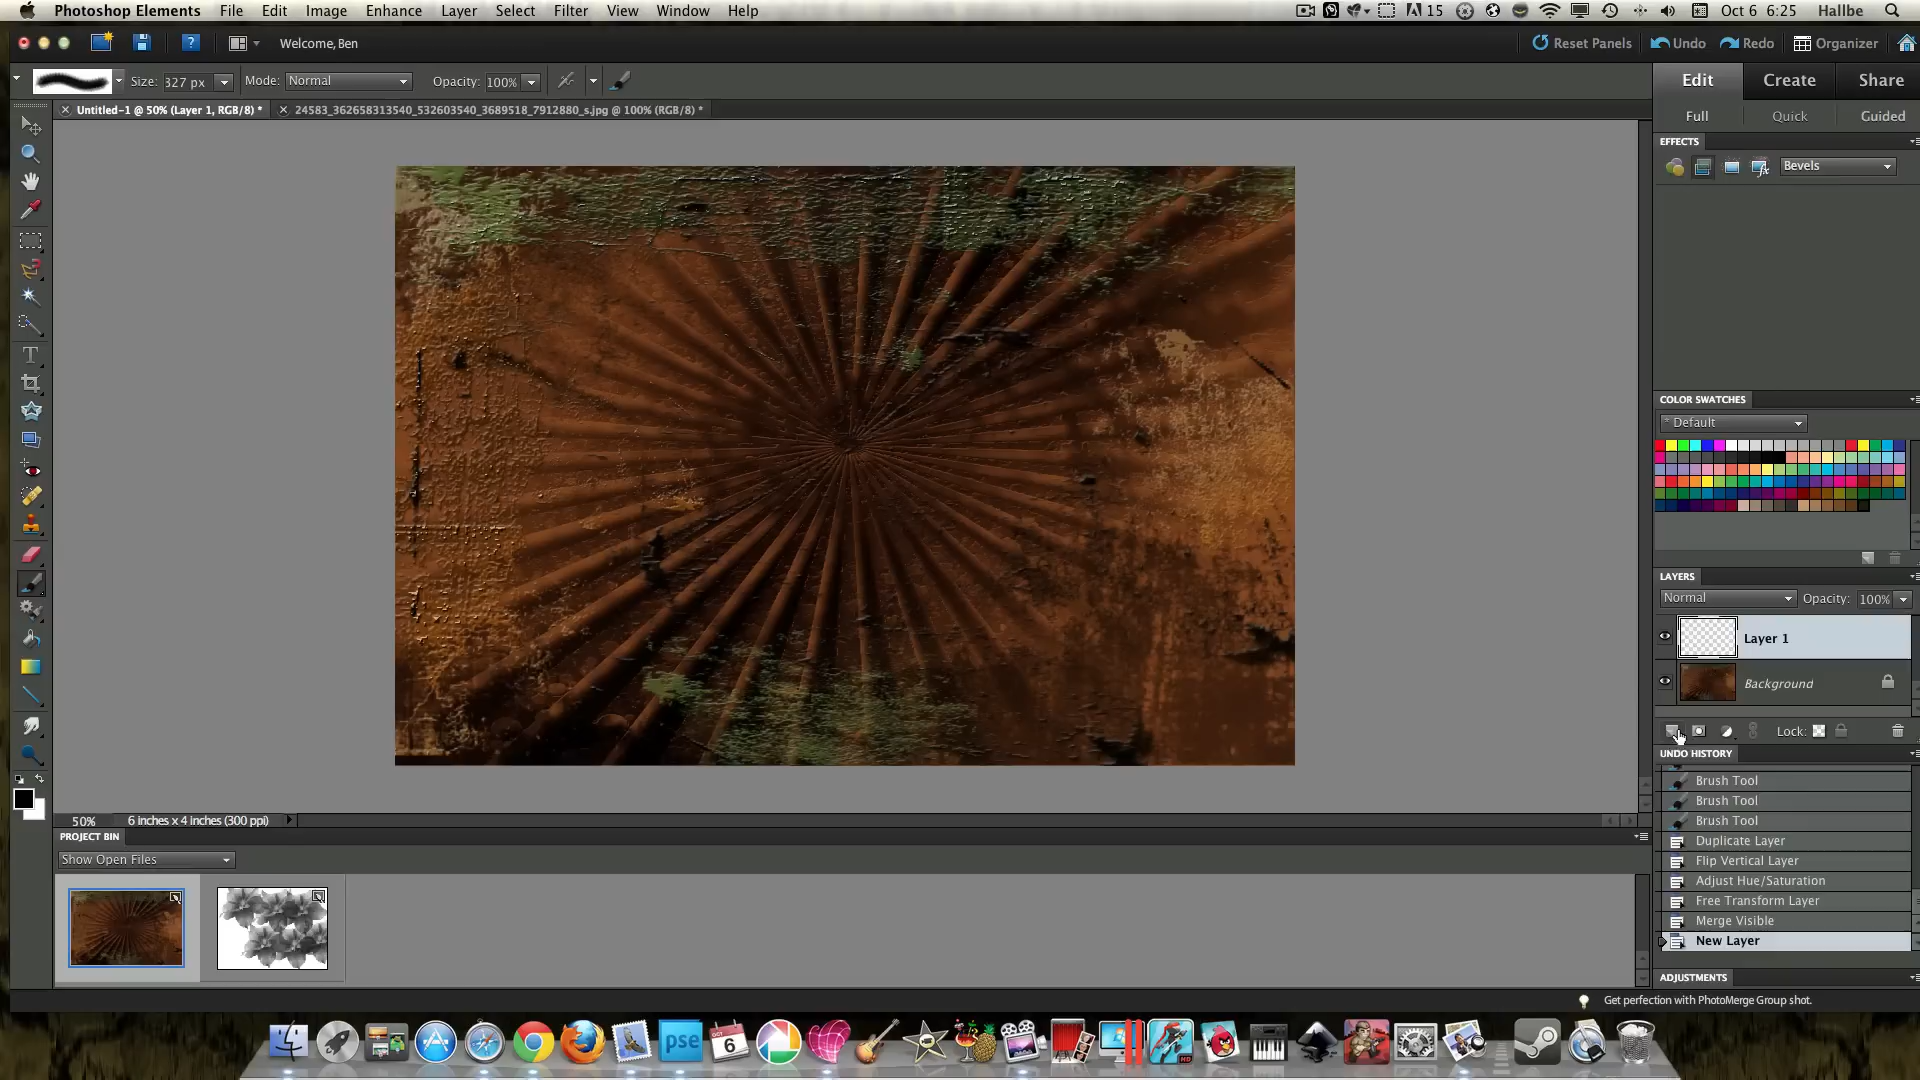 Photoshop Elements File Edit Image Enhance Layer Select Filter View Window Help 15 Oct 6 6:25 Hallbe
Welcome, Ben Reset Panels Undo Redo Organizer
Size: 327 px Mode: Normal Opacity: 100% Edit Create Share
Untitled-1 @ 50% (Layer 1, RGB/8) * 24583_362658313540_532603540_3689518_7912880_s.jpg @ 100% (RGB/8) *
Full Quick Guided
EFFECTS
Bevels
COLOR SWATCHES
* Default
LAYERS
Normal Opacity: 100%
Layer 1
Background
Lock:
UNDO HISTORY
Brush Tool
Brush Tool
Brush Tool
Duplicate Layer
Flip Vertical Layer
Adjust Hue/Saturation
Free Transform Layer
Merge Visible
New Layer
ADJUSTMENTS
50% 6 inches x 4 inches (300 ppi)
PROJECT BIN
Show Open Files
Get perfection with PhotoMerge Group shot.
pse OCT 6 HD